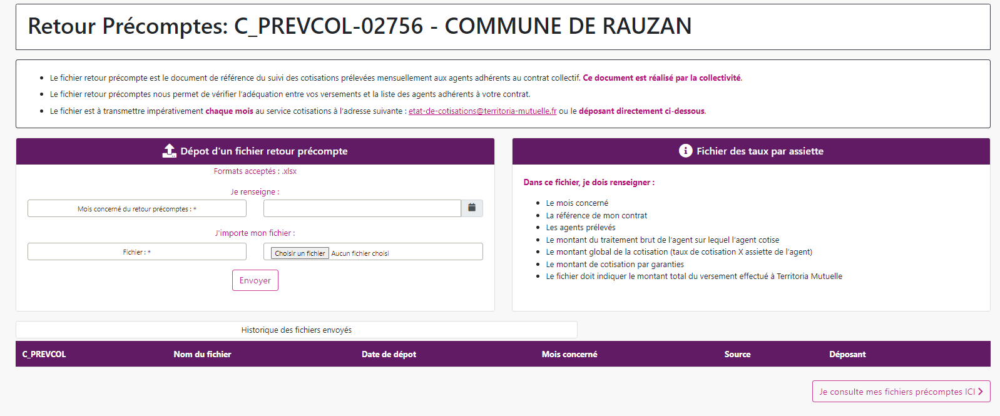 Retour Précomptes: C_PREVCOL-02756 - COMMUNE DE RAUZAN
Le fichier retour précompte est le document de référence du suivi des cotisations prélevées mensuellement aux agents adhérents au contrat collectif. Ce document est réalisé par la collectivité.
Le fichier retour précomptes nous permet de vérifier l'adéquation entre vos versements et la liste des agents adhérents à votre contrat.
Le fichier est à transmettre impérativement chaque mois au service cotisations à l'adresse suivante : etat-de-cotisations@territoria-mutuelle.fr ou le déposant directement ci-dessous.
Dépot d'un fichier retour précompte
Formats acceptés : .xlsx
Je renseigne :
Mois concerné du retour précomptes : *
J'importe mon fichier :
Fichier : *
Choisir un fichier Aucun fichier choisi
Envoyer
Fichier des taux par assiette
Dans ce fichier, je dois renseigner :
Le mois concerné
La référence de mon contrat
Les agents prélevés
Le montant du traitement brut de l'agent sur lequel l'agent cotise
Le montant global de la cotisation (taux de cotisation X assiette de l'agent)
Le montant de cotisation par garanties
Le fichier doit indiquer le montant total du versement effectué à Territoria Mutuelle
Historique des fichiers envoyés
C_PREVCOL Nom du fichier Date de dépot Mois concerné Source Déposant
Je consulte mes fichiers précomptes ICI